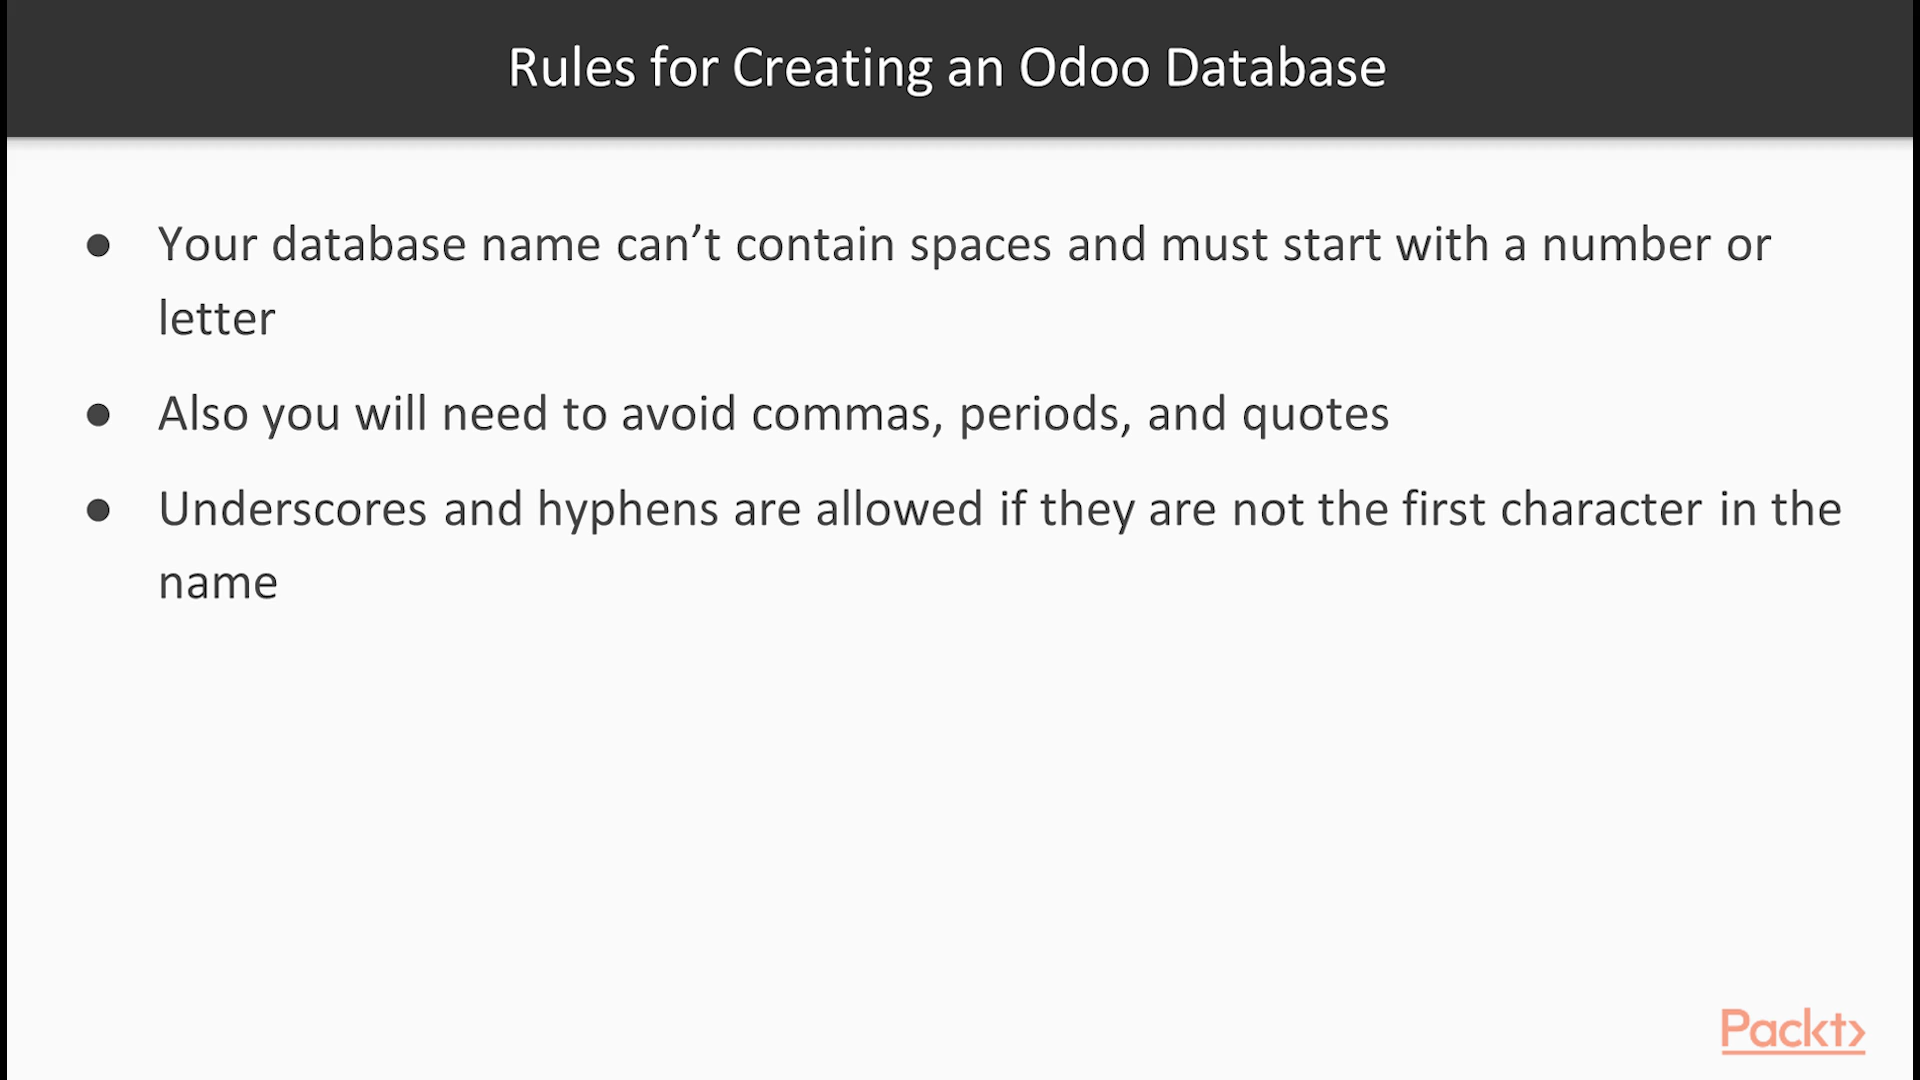 Rules for Creating an Odoo Database
● Your database name can’t contain spaces and must start with a number or
letter
● Also you will need to avoid commas, periods, and quotes
● Underscores and hyphens are allowed if they are not the first character in the
name
Packt>